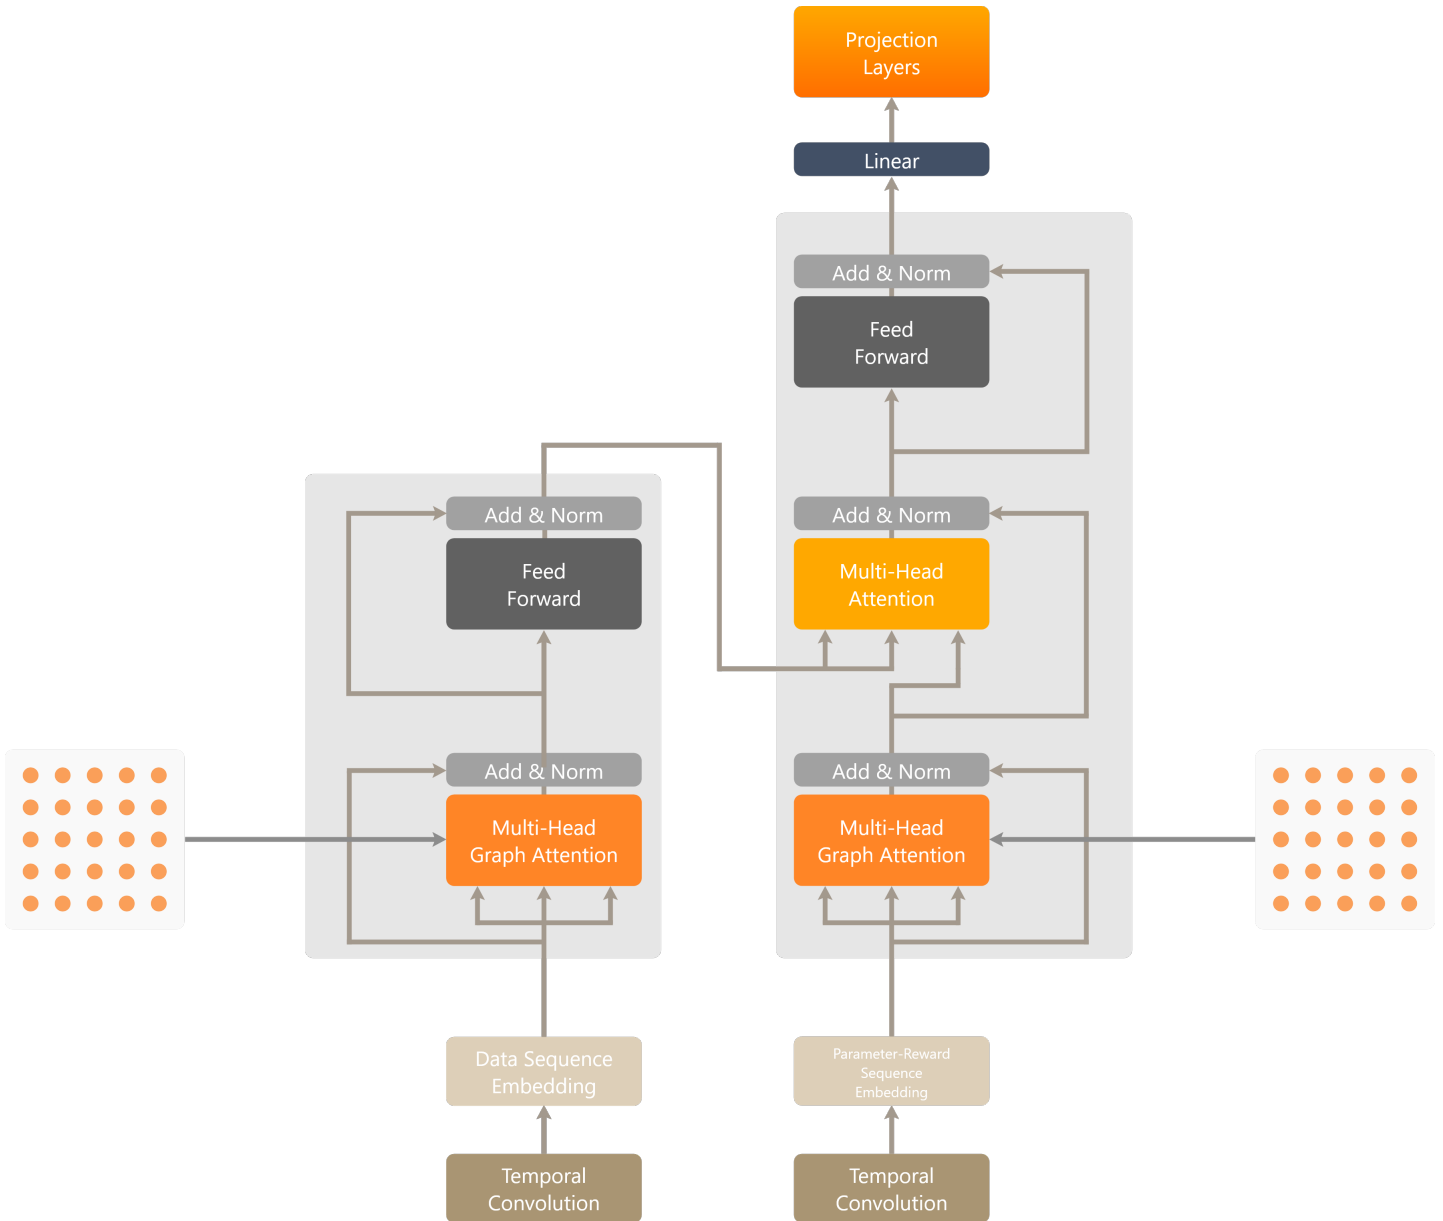 Projection
Layers
Linear
Add & Norm
Feed
Forward
Add & Norm
Multi-Head
Attention
Add & Norm
Multi-Head
Graph Attention
Parameter-Reward
Sequence
Embedding
Temporal
Convolution
Add & Norm
Feed
Forward
Add & Norm
Multi-Head
Graph Attention
Data Sequence
Embedding
Temporal
Convolution